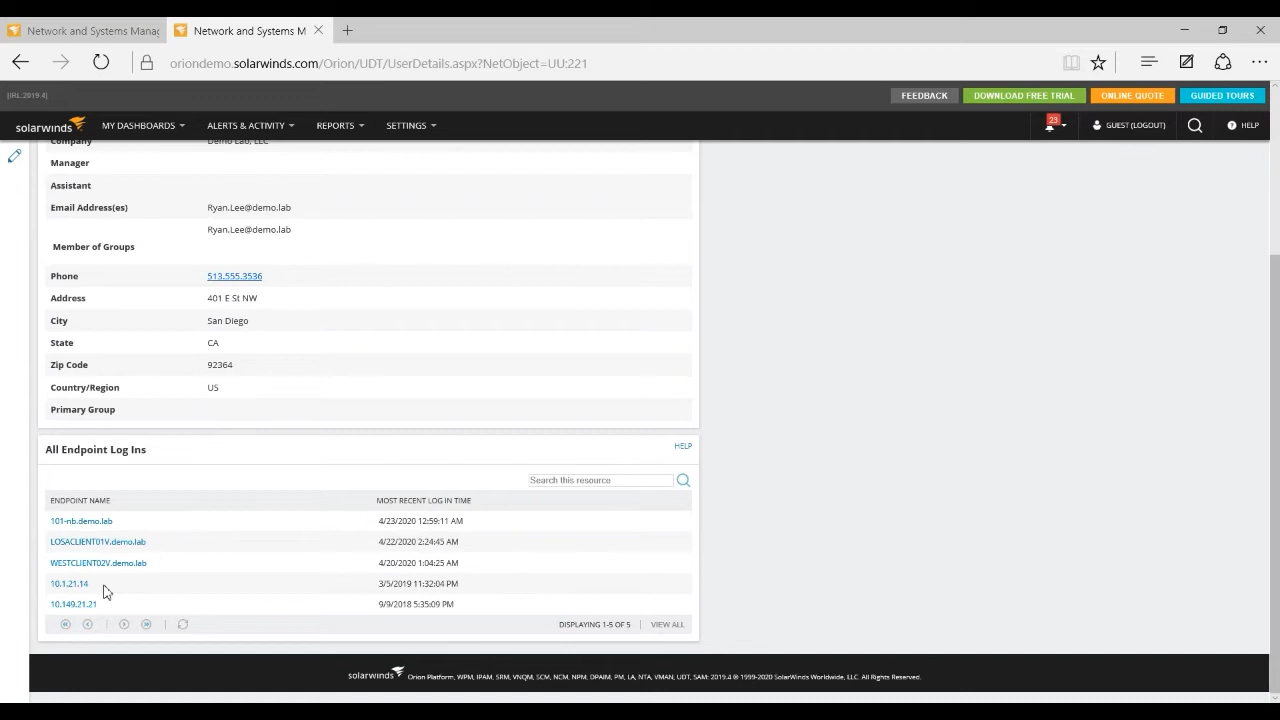 Network and Systems Manag
Network and Systems M
oriondemo.solarwinds.com/Orion/UDT/UserDetails.aspx?NetObject=UU:221
[IRL:2019.4]
FEEDBACK
DOWNLOAD FREE TRIAL
ONLINE QUOTE
GUIDED TOURS
solarwinds
MY DASHBOARDS
ALERTS & ACTIVITY
REPORTS
SETTINGS
23
GUEST (LOGOUT)
HELP
Company Demo Lab, LLC
Manager
Assistant
Email Address(es) Ryan.Lee@demo.lab
Ryan.Lee@demo.lab
Member of Groups
Phone 513.555.3536
Address 401 E St NW
City San Diego
State CA
Zip Code 92364
Country/Region US
Primary Group
All Endpoint Log Ins
HELP
Search this resource
ENDPOINT NAME MOST RECENT LOG IN TIME
101-nb.demo.lab 4/23/2020 12:59:11 AM
LOSACLIENT01V.demo.lab 4/22/2020 2:24:45 AM
WESTCLIENT02V.demo.lab 4/20/2020 1:04:25 AM
10.1.21.14 3/5/2019 11:32:04 PM
10.149.21.21 9/9/2018 5:35:09 PM
DISPLAYING 1-5 OF 5
VIEW ALL
solarwinds Orion Platform, WPM, IPAM, SRM, VNQM, SCM, NCM, NPM, DPAIM, PM, LA, NTA, VMAN, UDT, SAM: 2019.4 © 1999-2020 SolarWinds Worldwide, LLC. All Rights Reserved.